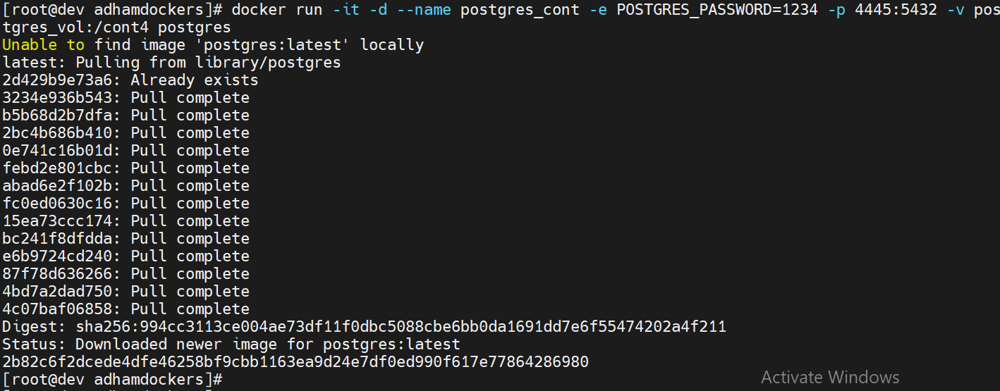 [root@dev adhamdockers]# docker run -it -d --name postgres_cont -e POSTGRES_PASSWORD=1234 -p 4445:5432 -v pos
tgres_vol:/cont4 postgres
Unable to find image 'postgres:latest' locally
latest: Pulling from library/postgres
2d429b9e73a6: Already exists
3234e936b543: Pull complete
b5b68d2b7dfa: Pull complete
2bc4b686b410: Pull complete
0e741c16b01d: Pull complete
febd2e801cbc: Pull complete
abad6e2f102b: Pull complete
fc0ed0630c16: Pull complete
15ea73ccc174: Pull complete
bc241f8dfdda: Pull complete
e6b9724cd240: Pull complete
87f78d636266: Pull complete
4bd7a2dad750: Pull complete
4c07baf06858: Pull complete
Digest: sha256:994cc3113ce004ae73df11f0dbc5088cbe6bb0da1691dd7e6f55474202a4f211
Status: Downloaded newer image for postgres:latest
2b82c6f2dcede4dfe46258bf9cbb1163ea9d24e7df0ed990f617e77864286980
[root@dev adhamdockers]#
Activate Windows